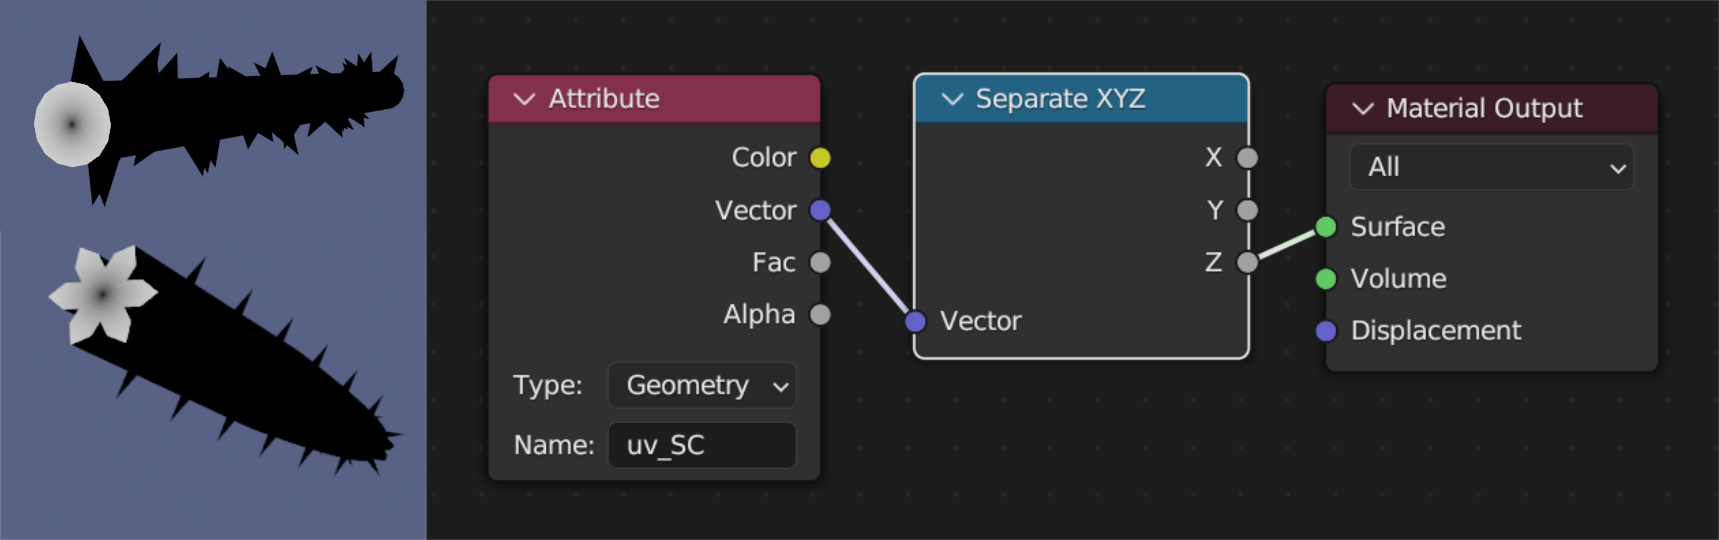 Attribute
Color
Vector
Fac
Alpha
Type: Geometry
Name: uv_SC
Separate XYZ
X
Y
Z
Vector
Material Output
All
Surface
Volume
Displacement